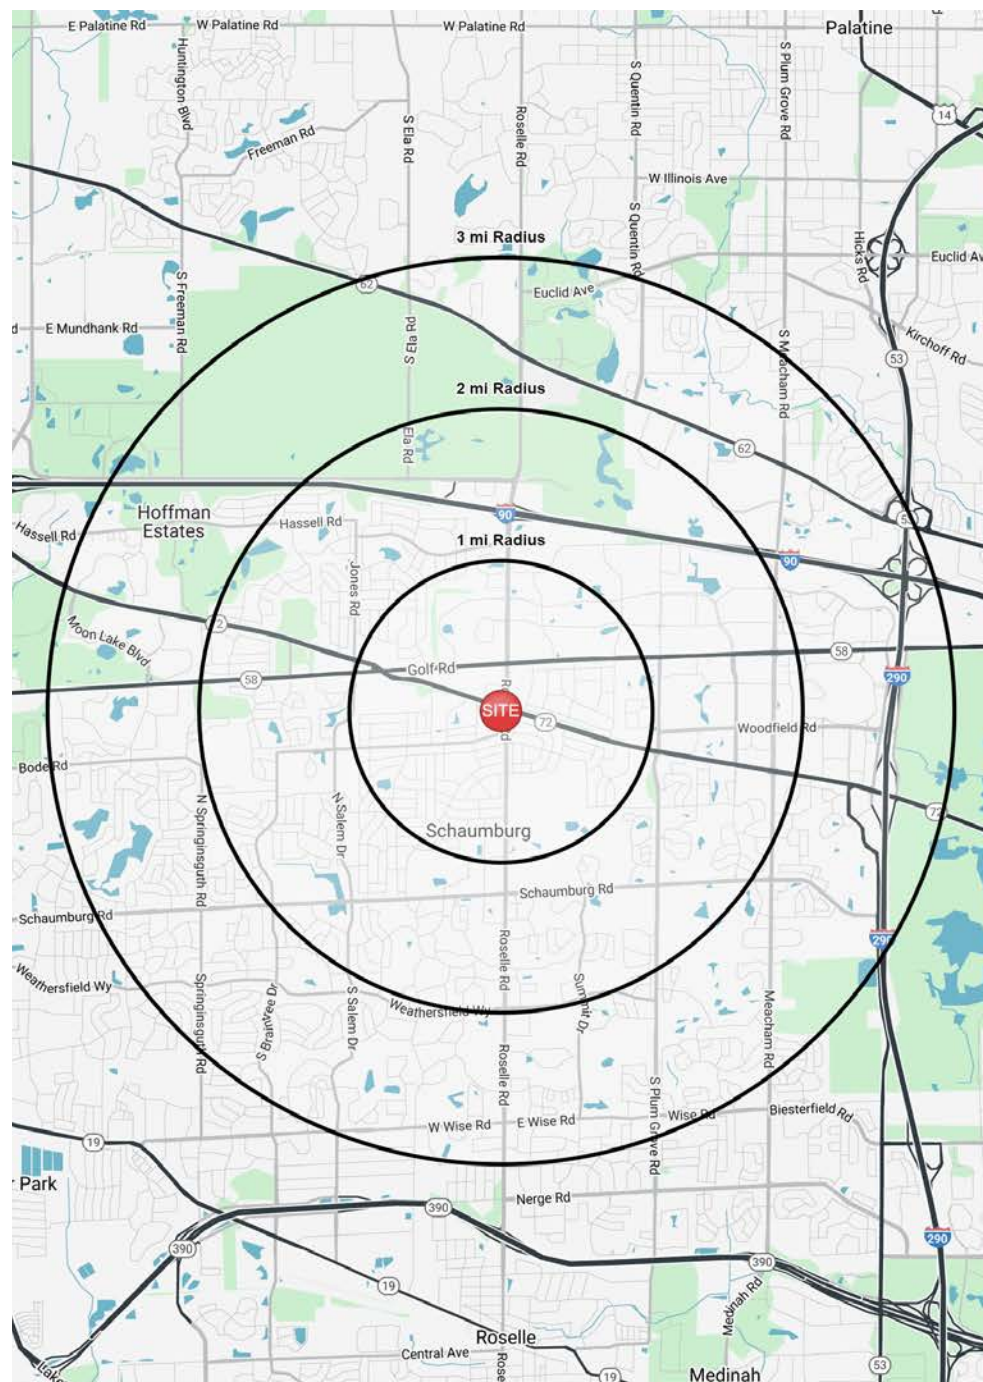 E Palatine Rd
W Palatine Rd
W Palatine Rd
Palatine
Huntington Blvd
S Quentin Rd
S Plum Grove Rd
14
Freeman Rd
S Ela Rd
Roselle Rd
W Illinois Ave
S Quentin Rd
3 mi Radius
Hicks Rd
Euclid Av
S Freeman Rd
62
Euclid Ave
E Mundhank Rd
S Ela Rd
S Meacham Rd
Kirchoff Rd
53
2 mi Radius
Ela Rd
62
Hoffman
Estates
Hassell Rd
Hassell Rd
90
53
1 mi Radius
90
Jones Rd
Moon Lake Blvd
Golf Rd
58
58
290
SITE
72
Woodfield Rd
Bode Rd
N Springinsguth Rd
N Salem Dr
Schaumburg
72
Schaumburg Rd
Schaumburg Rd
290
Roselle Rd
Weathersfield Wy
Springinsguth Rd
S Braintree Dr
S Salem Dr
Weathersfield Wy
Summit Dr
Meacham Rd
Roselle Rd
S Plum Grove Rd
W Wise Rd
E Wise Rd
Wise Rd
Biesterfield Rd
19
Park
Nerge Rd
390
390
290
390
19
Medinah Rd
Roselle
Central Ave
Rose
19
53
Medinah
Lake